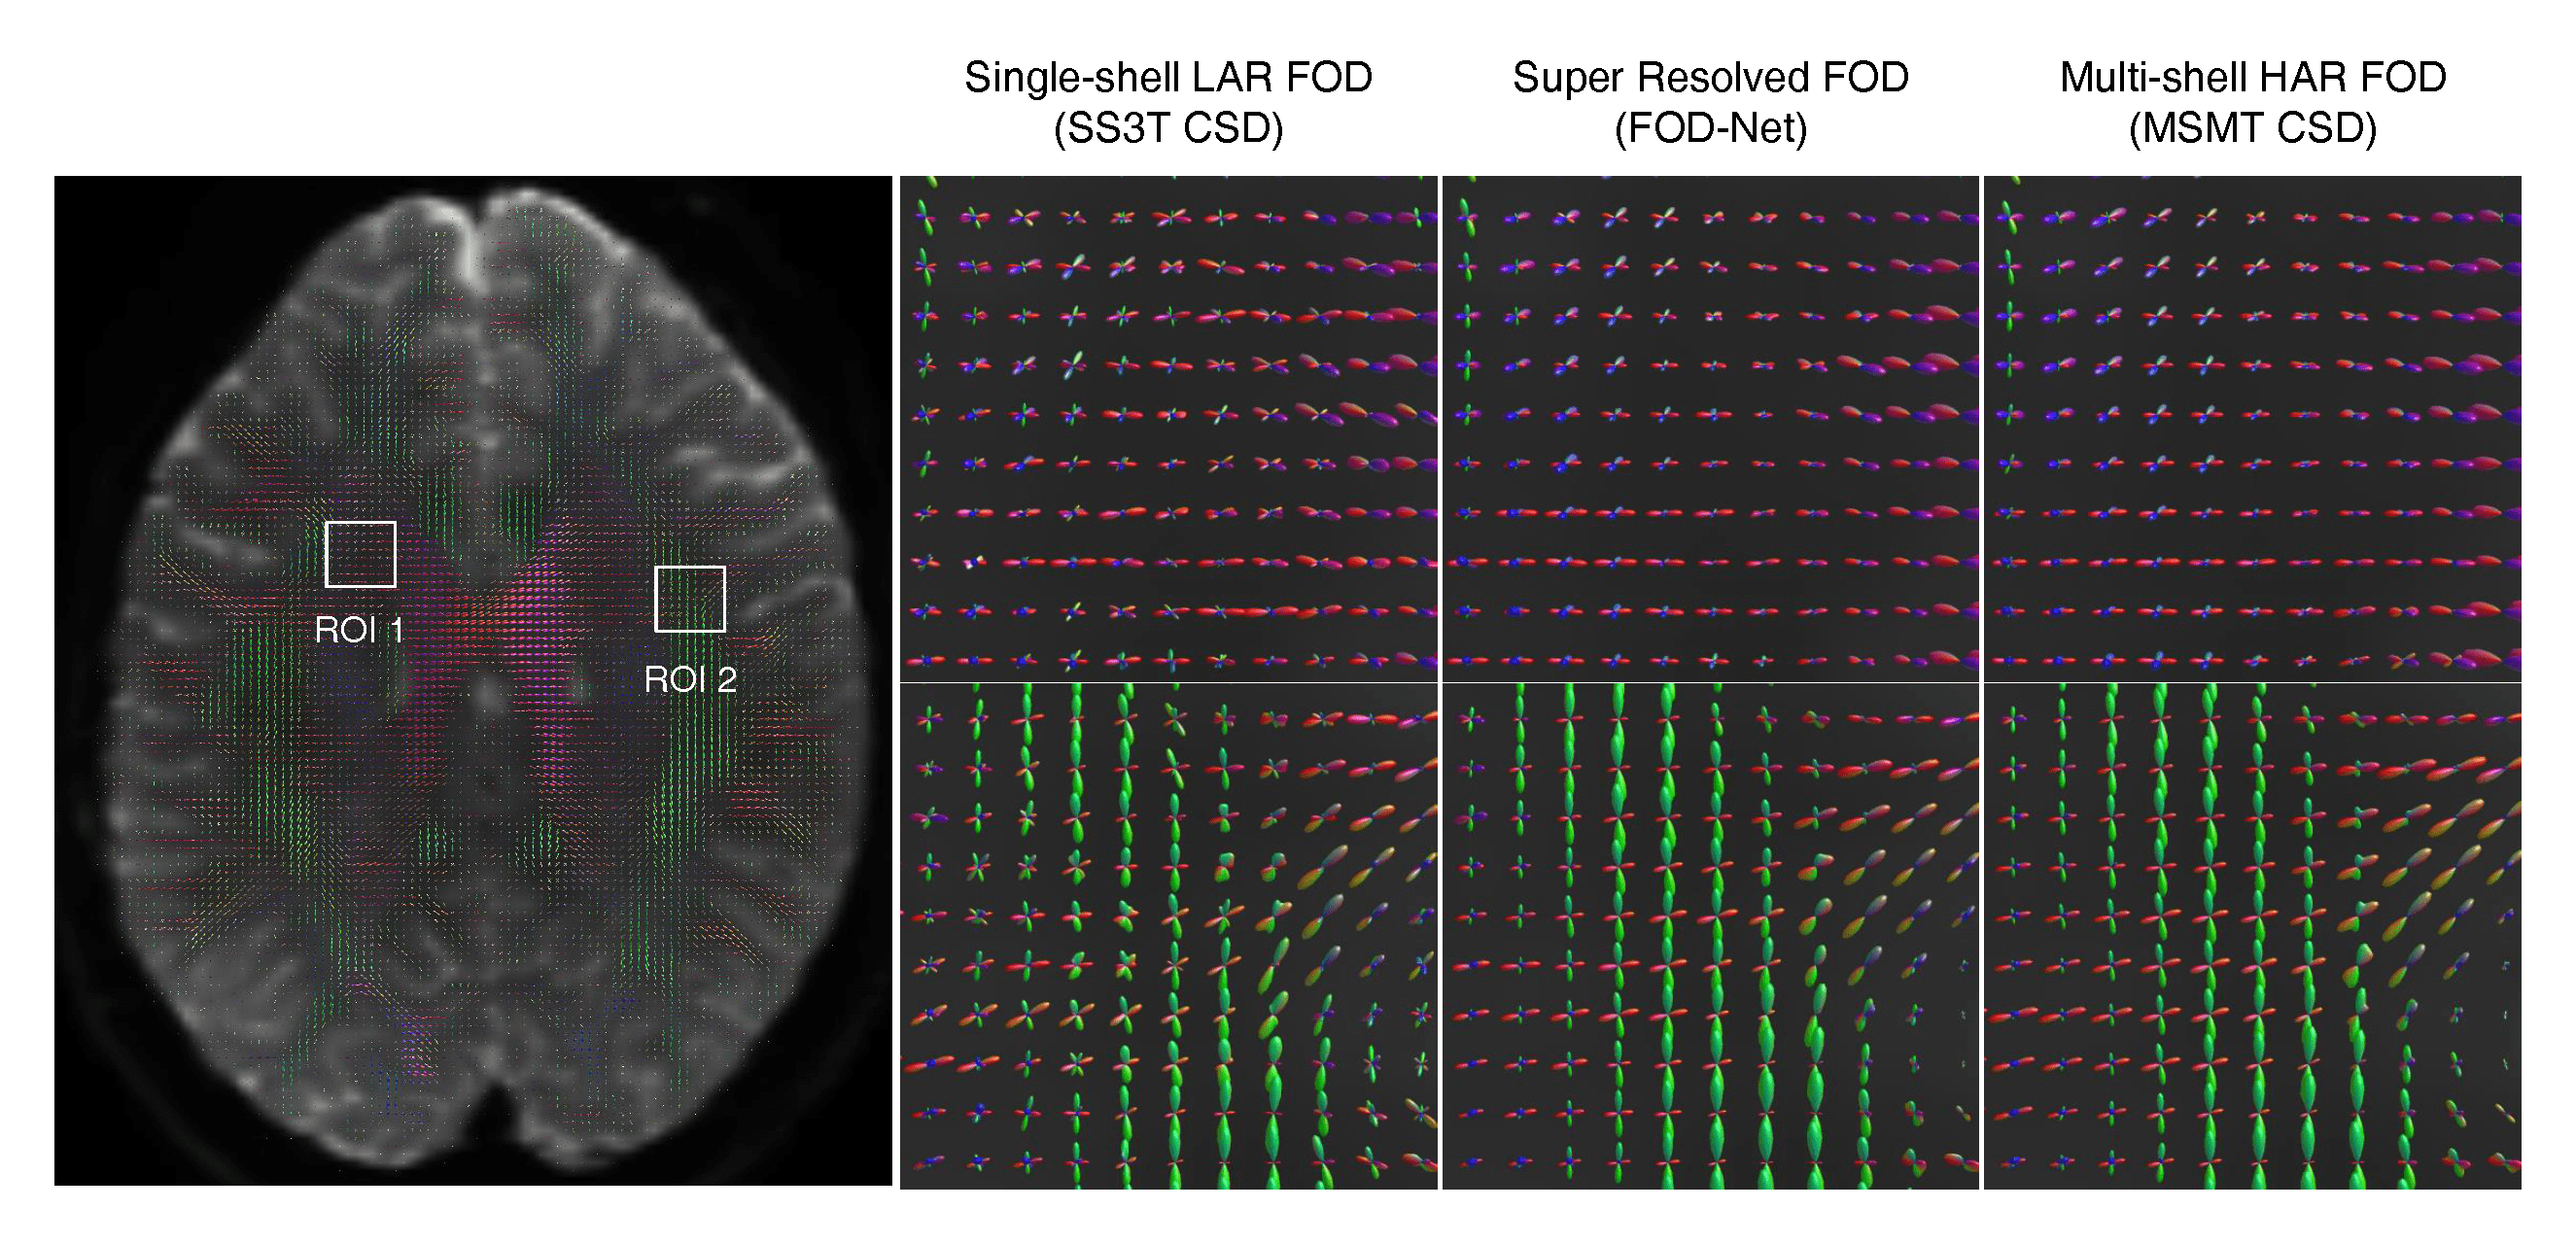 Single-shell LAR FOD
(SS3T CSD)
Super Resolved FOD
(FOD-Net)
Multi-shell HAR FOD
(MSMT CSD)
ROI 1
ROI 2